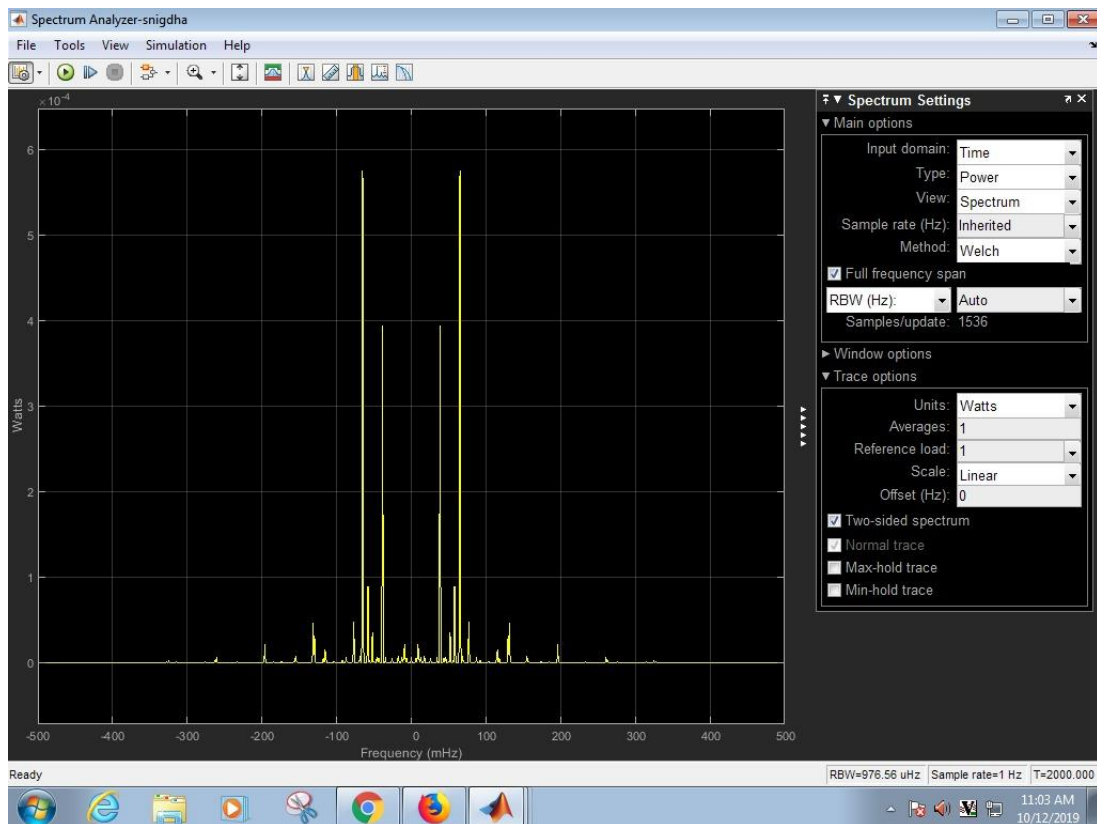 Spectrum Analyzer-snigdha
File Tools View Simulation Help
×10⁻⁴
6
5
4
3
2
1
0
Watts
-500 -400 -300 -200 -100 0 100 200 300 400 500
Frequency (mHz)
Spectrum Settings
Main options
Input domain: Time
Type: Power
View: Spectrum
Sample rate (Hz): Inherited
Method: Welch
Full frequency span
RBW (Hz): Auto
Samples/update: 1536
Window options
Trace options
Units: Watts
Averages: 1
Reference load: 1
Scale: Linear
Offset (Hz): 0
Two-sided spectrum
Normal trace
Max-hold trace
Min-hold trace
Ready RBW=976.56 uHz Sample rate=1 Hz T=2000.000
11:03 AM
10/12/2019